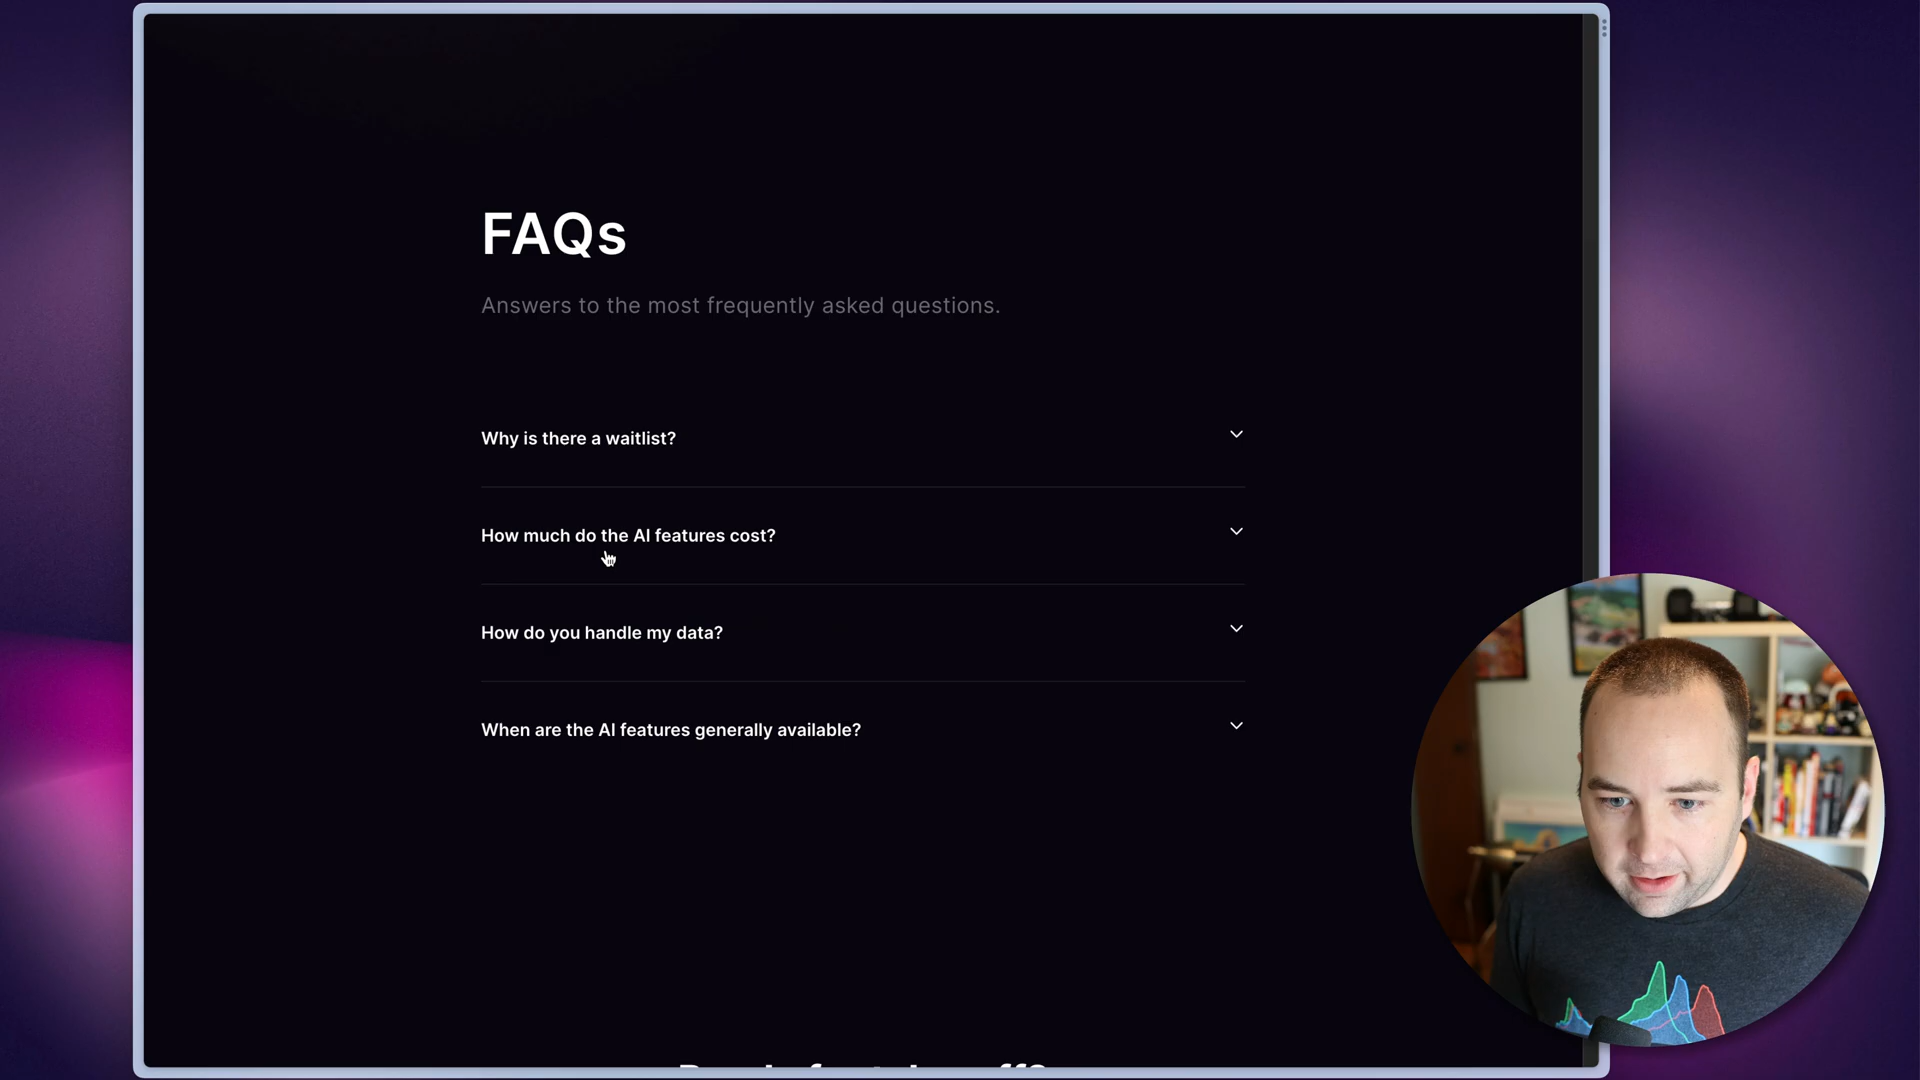 FAQs
Answers to the most frequently asked questions.
Why is there a waitlist?
How much do the AI features cost?
How do you handle my data?
When are the AI features generally available?